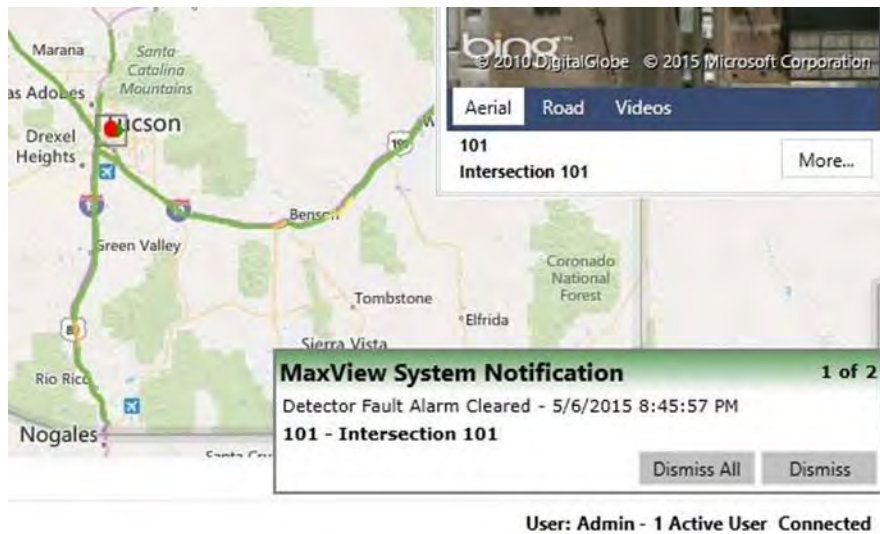 Marana
Santa
Catalina
Mountains
as Adobes
Tucson
Drexel
Heights
Benson
Green Valley
Coronado
National
Forest
Tombstone
Elfrida
Sierra Vista
Rio Rico
Nogales
bing™
© 2010 DigitalGlobe © 2015 Microsoft Corporation
Aerial Road Videos
101
Intersection 101
More...
MaxView System Notification 1 of 2
Detector Fault Alarm Cleared - 5/6/2015 8:45:57 PM
101 - Intersection 101
Dismiss All Dismiss
User: Admin - 1 Active User Connected